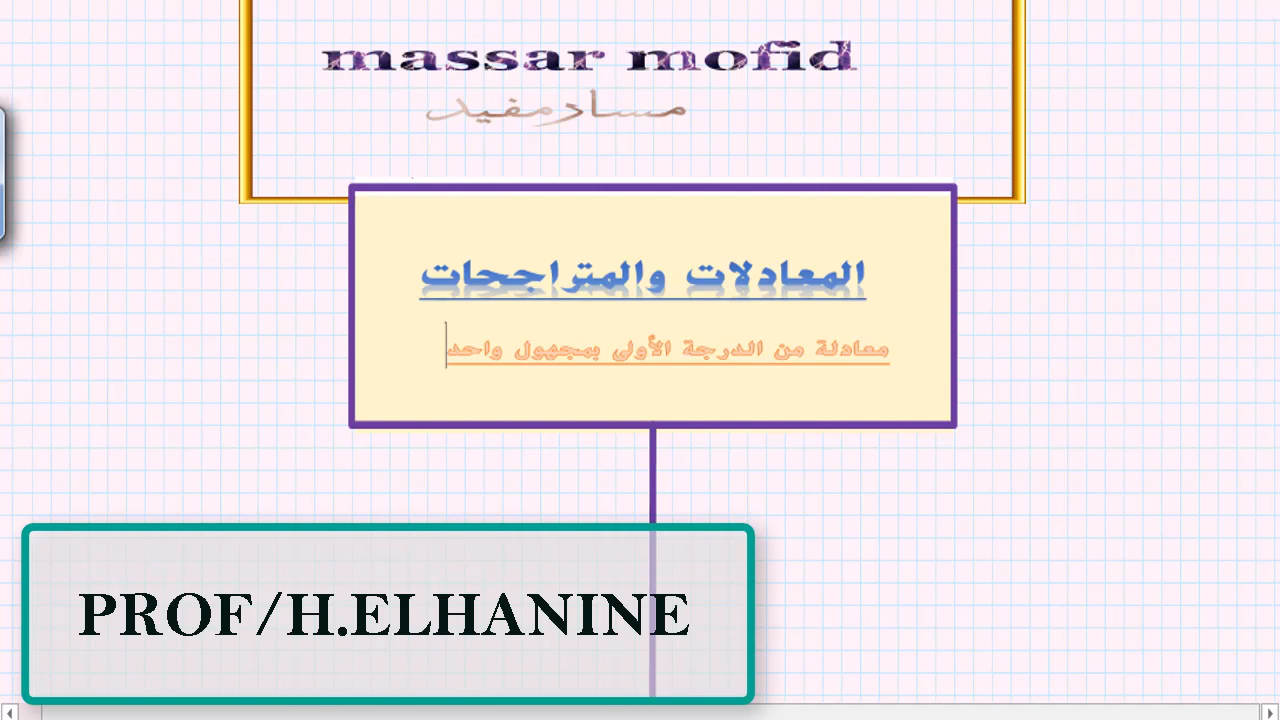 massar mofid
مسار مفيد
المعادلات والمتراجحات
معادلة من الدرجة الأولى بمجهول واحد
PROF/H.ELHANINE